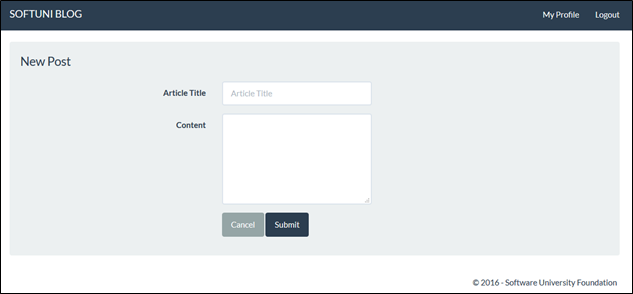 SOFTUNI BLOG My Profile Logout
New Post
Article Title Article Title
Content
Cancel Submit
© 2016 - Software University Foundation